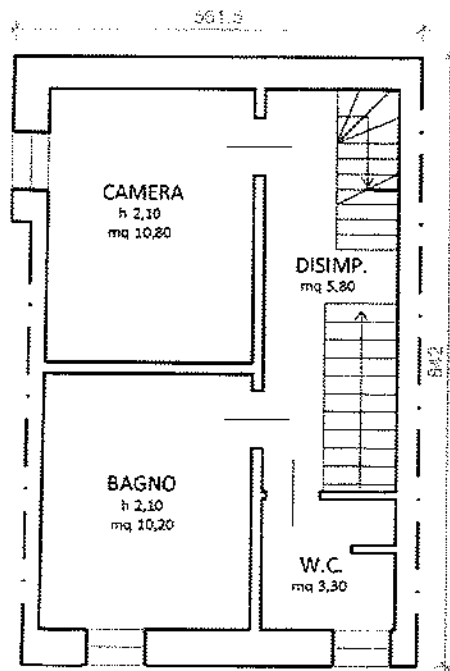 CAMERA
h 2,10
mq 10,80
DISIMP.
mq 5,80
BAGNO
h 2,10
mq 10,20
W.C.
mq 3,30